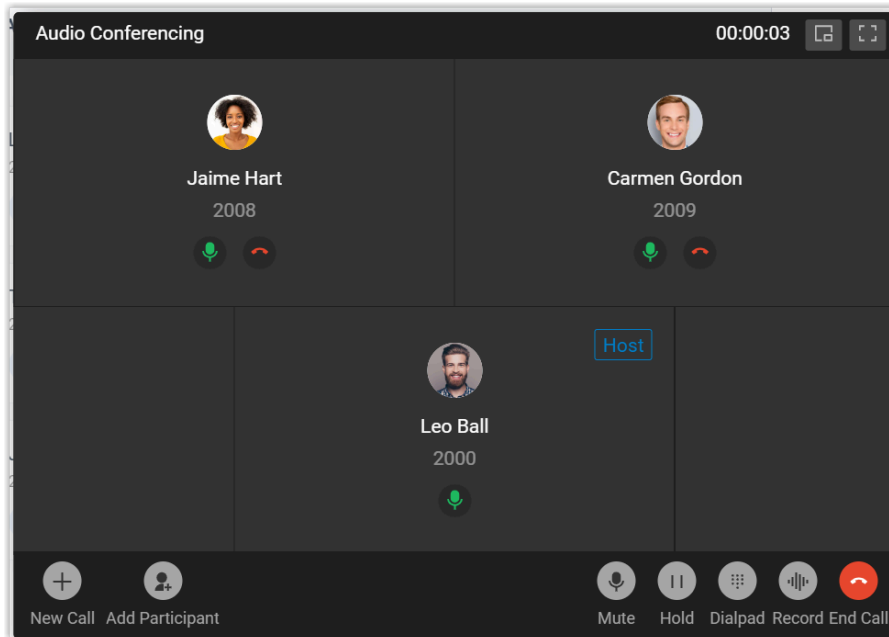 Audio Conferencing 00:00:03
Jaime Hart Carmen Gordon
2008 2009
Host
Leo Ball
2000
New Call Add Participant Mute Hold Dialpad Record End Call